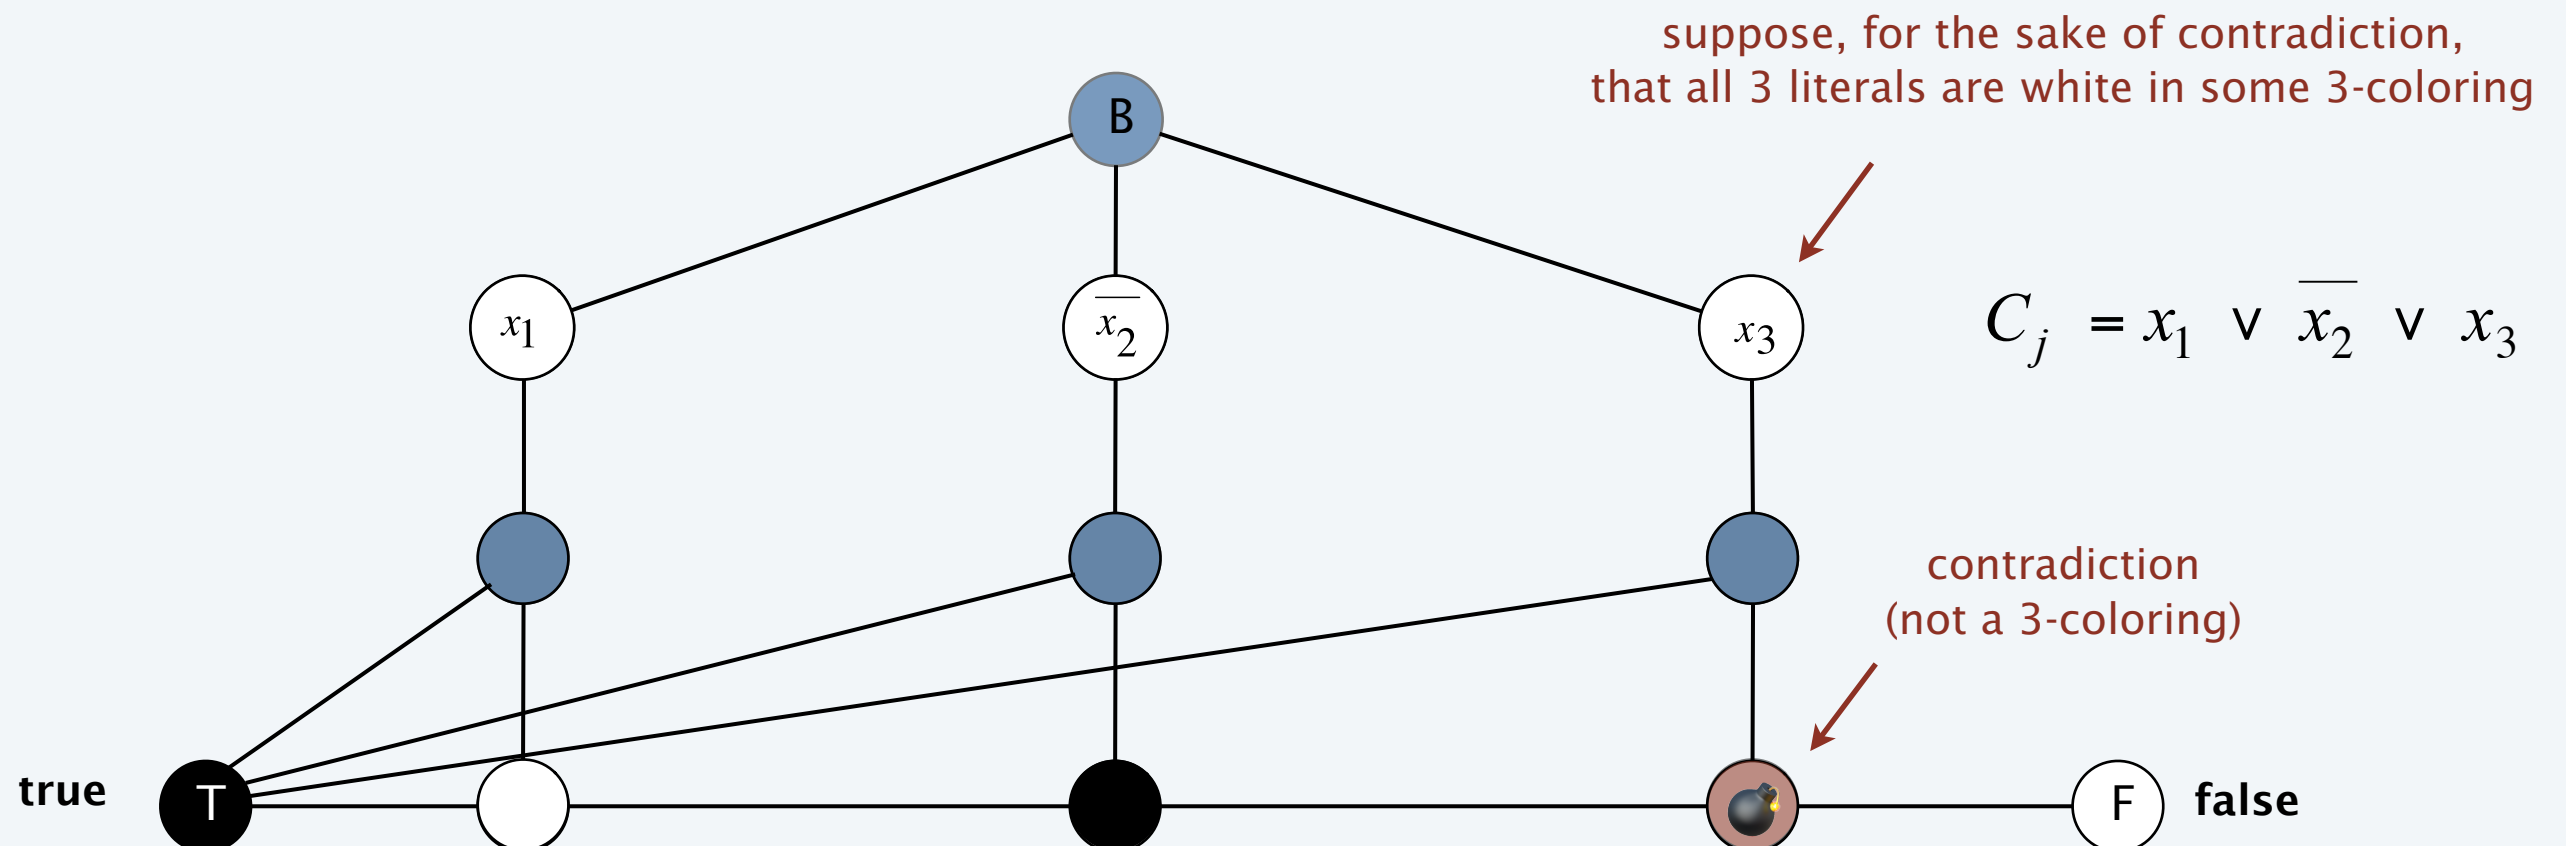 suppose, for the sake of contradiction,
that all 3 literals are white in some 3-coloring
B
x₁
x̅₂
x₃
C_j = x₁ ∨ x̅₂ ∨ x₃
contradiction
(not a 3-coloring)
true
T
F
false